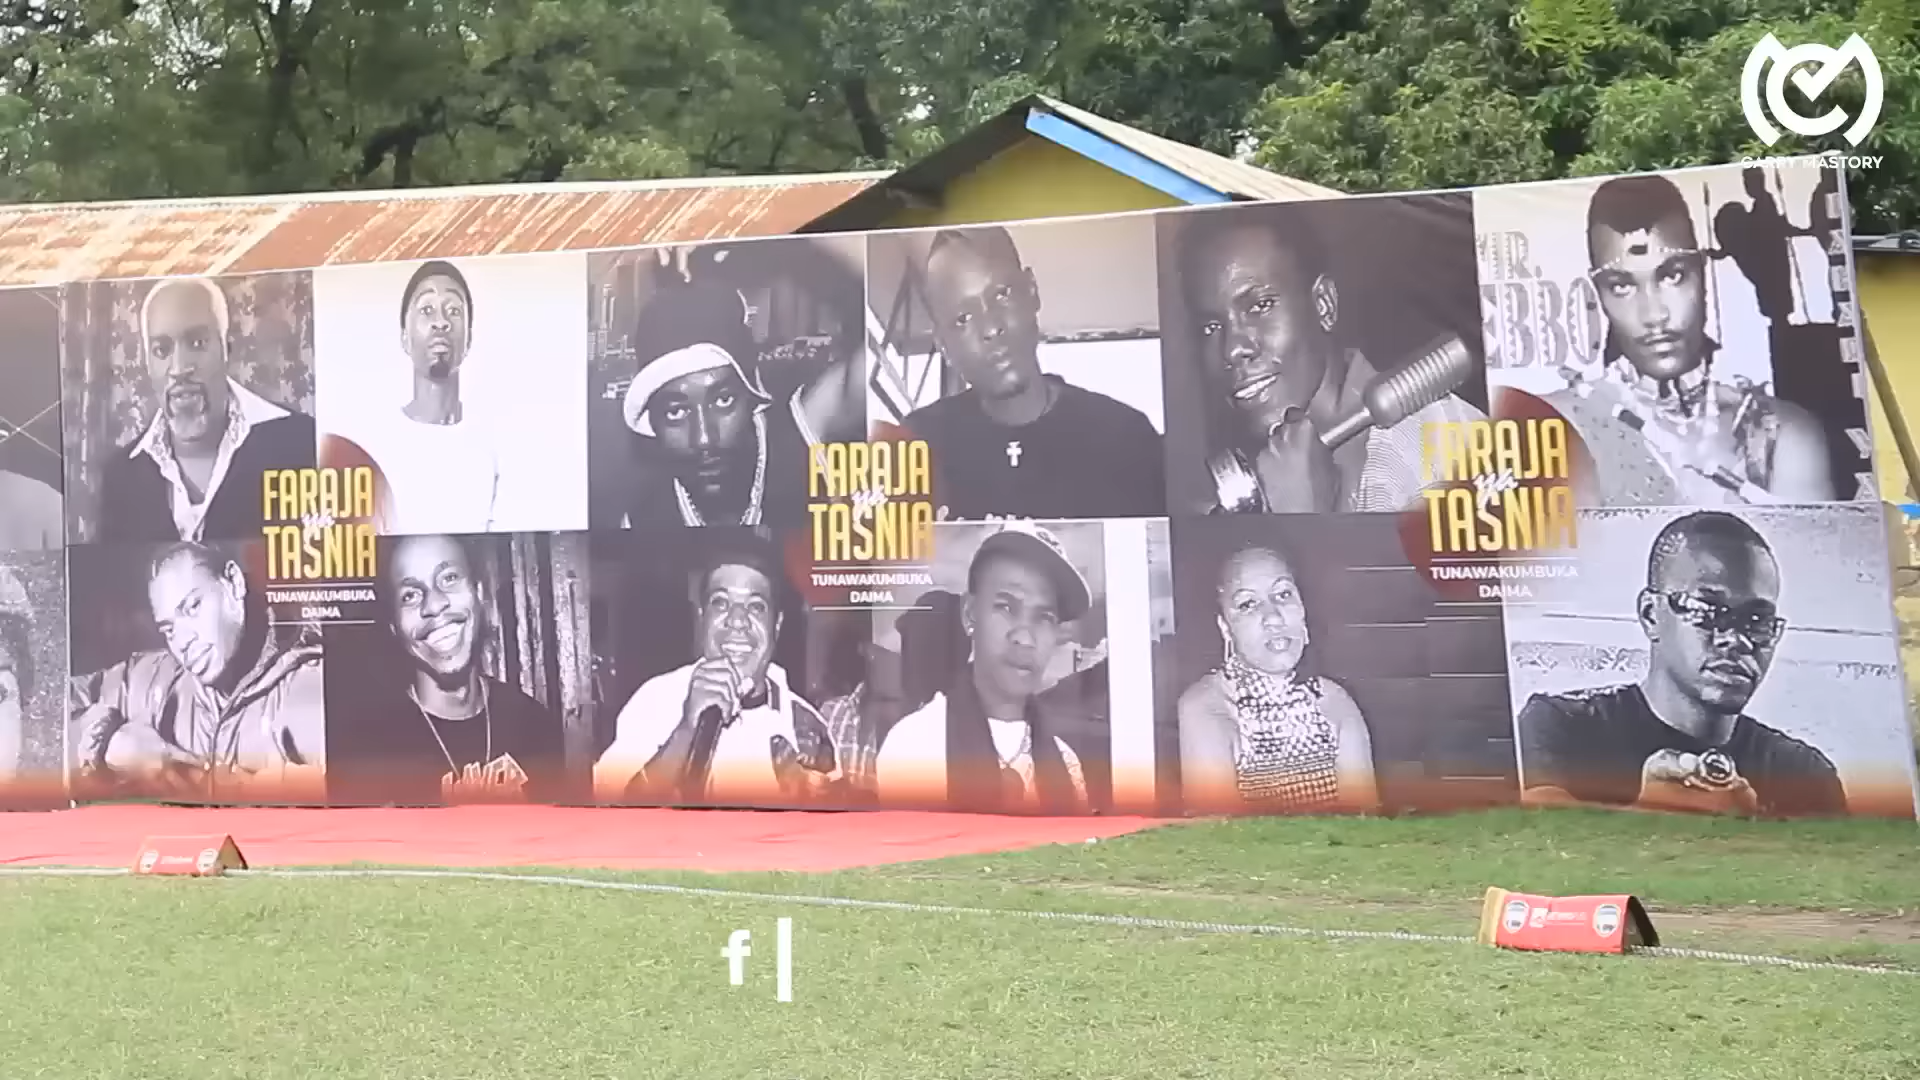 CARRY MASTORY
MR.
EBBO
FARAJA
ya
TASNIA
TUNAWAKUMBUKA
DAIMA
FARAJA
ya
TASNIA
TUNAWAKUMBUKA
DAIMA
FARAJA
ya
TASNIA
TUNAWAKUMBUKA
DAIMA
f